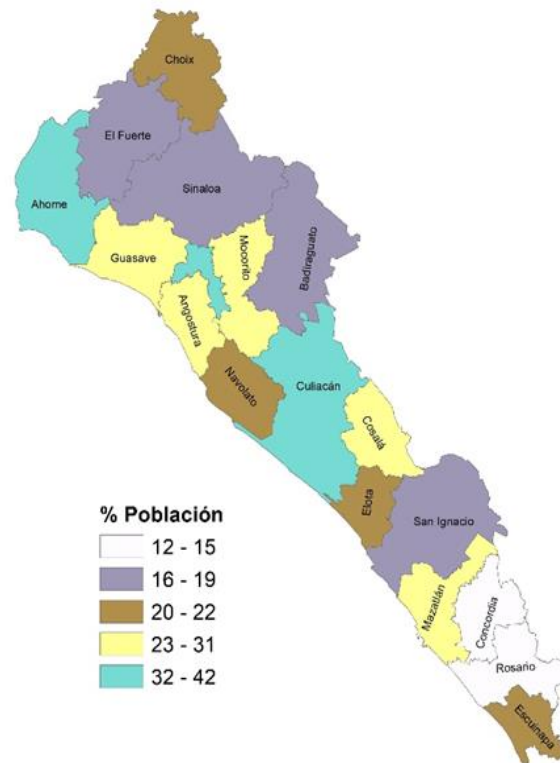 Choix
El Fuerte
Sinaloa
Ahome
Guasave
Mocorito
Badiraguato
Angostura
Navolato
Culiacán
Cosalá
Elota
San Ignacio
Mazatlán
Concordia
Rosario
Escuinapa
% Población
12 - 15
16 - 19
20 - 22
23 - 31
32 - 42